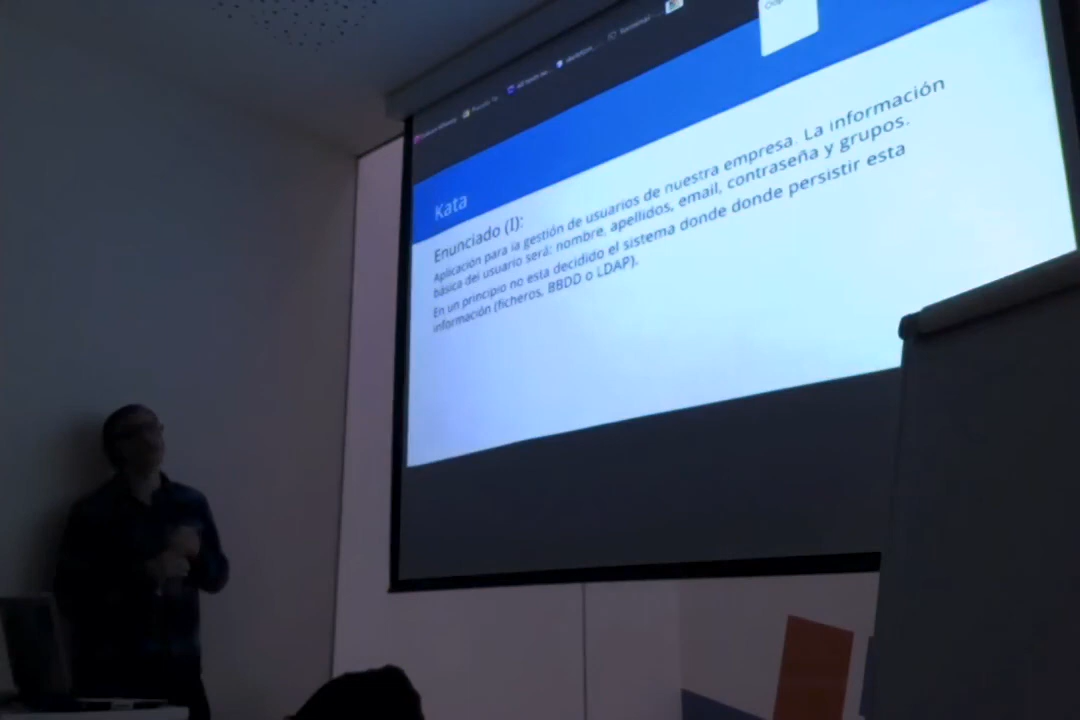 Kata
Enunciado (I):
Aplicación para la gestión de usuarios de nuestra empresa. La información
básica del usuario será: nombre, apellidos, email, contraseña y grupos.
En un principio no esta decidido el sistema donde donde persistir esta
información (ficheros, BBDD o LDAP).